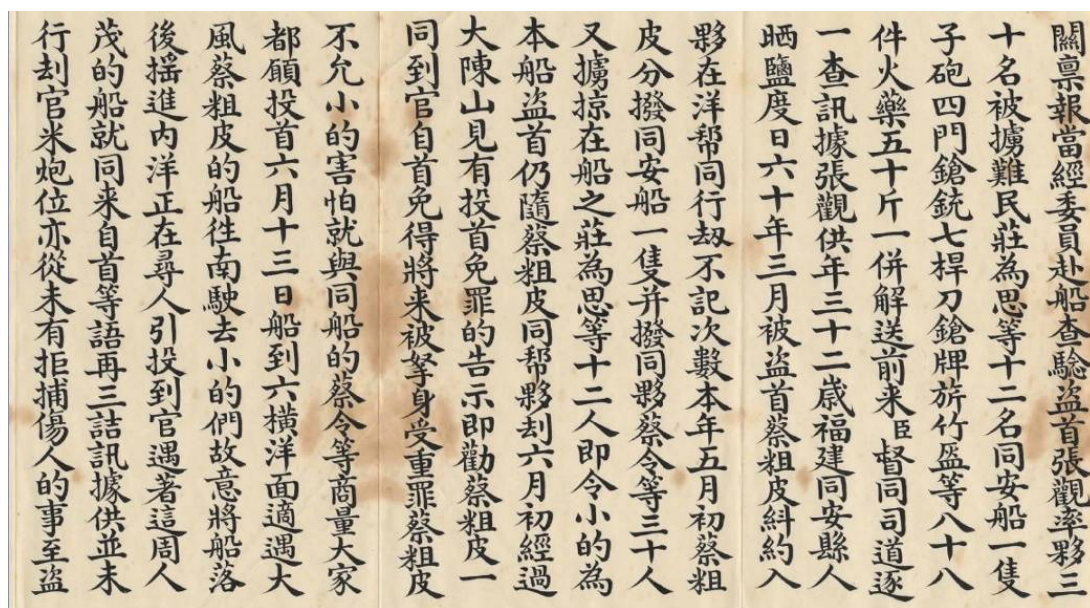 關禀報當經委員赴船查驗盜首張觀率夥三
十名被擄難民莊為思等十二名同安船一隻
子砲四門鎗銃七桿刀鎗牌旂竹盔等八十八
件火藥五十斤一併解送前来臣督同司道逐
一查訊據張觀供年三十二歲福建同安縣人
晒鹽度日六十年三月被盜首蔡粗皮糾約入
夥在洋帮同行刼不記次數本年五月初蔡粗
皮分撥同安船一隻并撥同夥蔡令等三十人
又擄掠在船之莊為思等十二人即令小的為
本船盜首仍隨蔡粗皮同帮夥刦六月初經過
大陳山見有投首免罪的告示即勸蔡粗皮一
同到官自首免得將来被拏身受重罪蔡粗皮
不允小的害怕就與同船的蔡令等商量大家
都願投首六月十三日船到六橫洋面適遇大
風蔡粗皮的船徃南駛去小的們故意將船落
後揺進內洋正在尋人引投到官遇著這周人
茂的船就同来自首等語再三詰訊據供並未
行刦官米炮位亦從未有拒捕傷人的事至盜